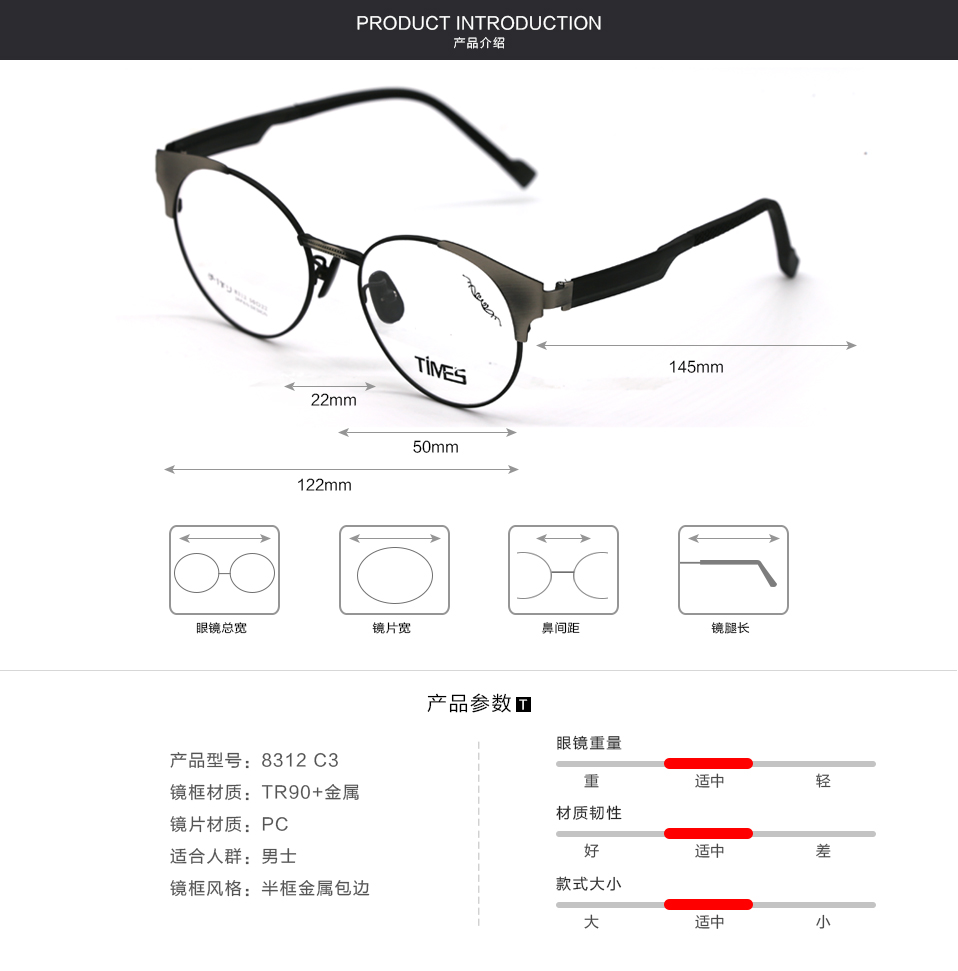 PRODUCT INTRODUCTION
产品介绍
TiMES
145mm
22mm
50mm
122mm
眼镜总宽
镜片宽
鼻间距
镜腿长
产品参数 T
产品型号：8312 C3
镜框材质：TR90+金属
镜片材质：PC
适合人群：男士
镜框风格：半框金属包边
眼镜重量
重 适中 轻
材质韧性
好 适中 差
款式大小
大 适中 小